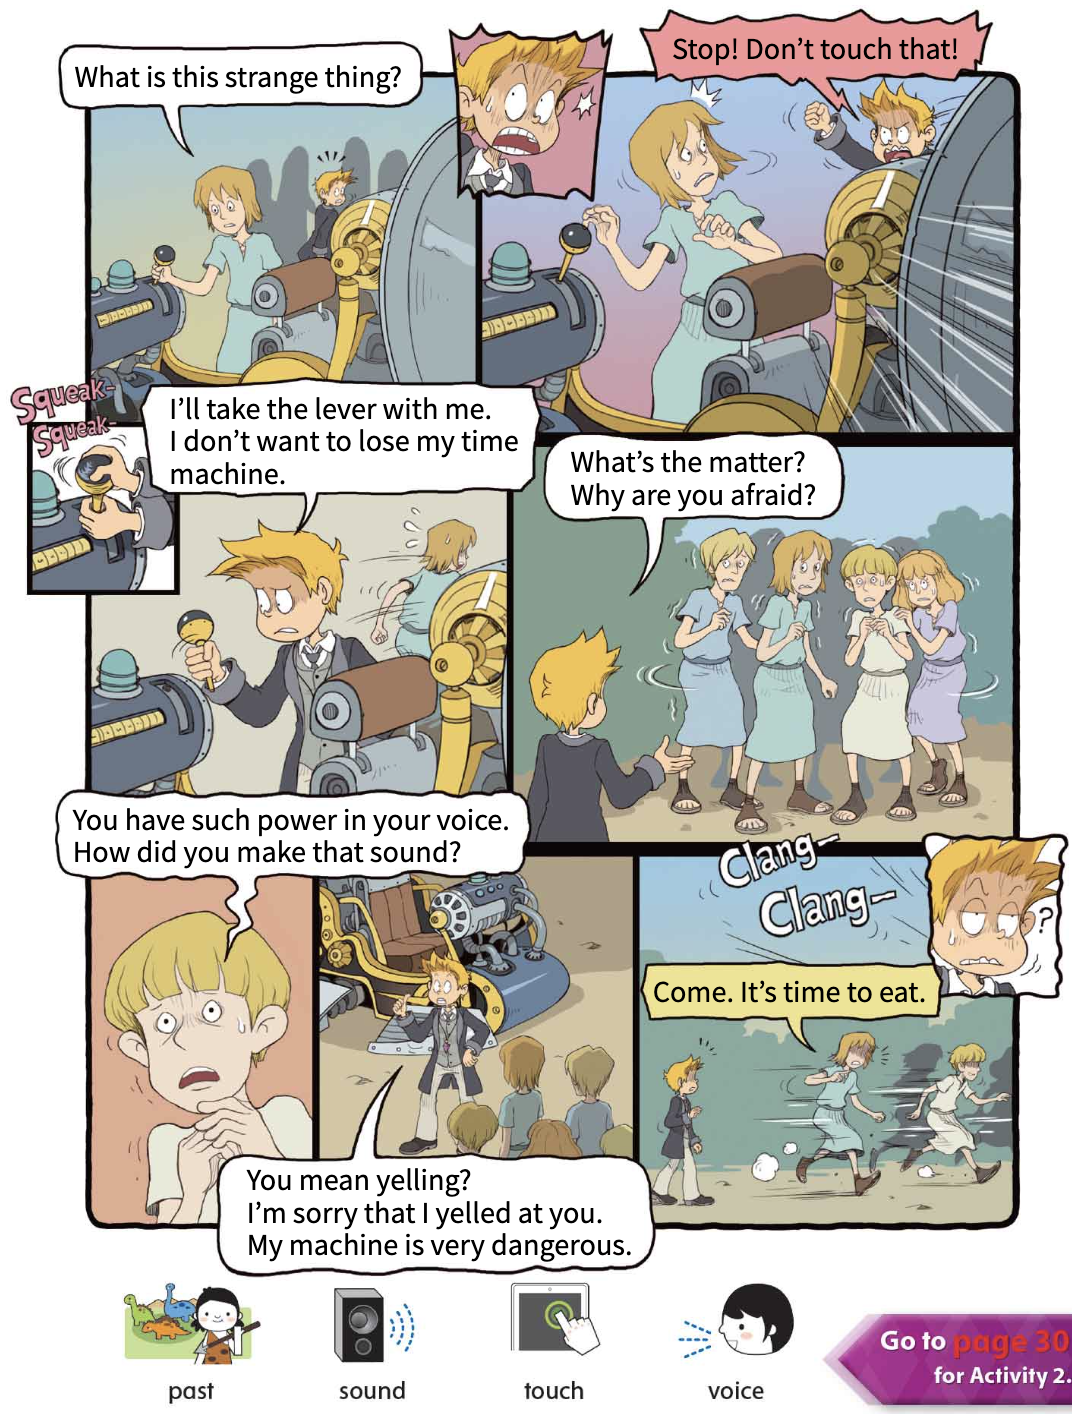 What is this strange thing?
Stop! Don't touch that!
Squeak-
Squeak-
I'll take the lever with me.
I don't want to lose my time
machine.
What's the matter?
Why are you afraid?
You have such power in your voice.
How did you make that sound?
You mean yelling?
I'm sorry that I yelled at you.
My machine is very dangerous.
Clang-
Clang-
?
Come. It's time to eat.
past
sound
touch
voice
Go to page 30
for Activity 2.